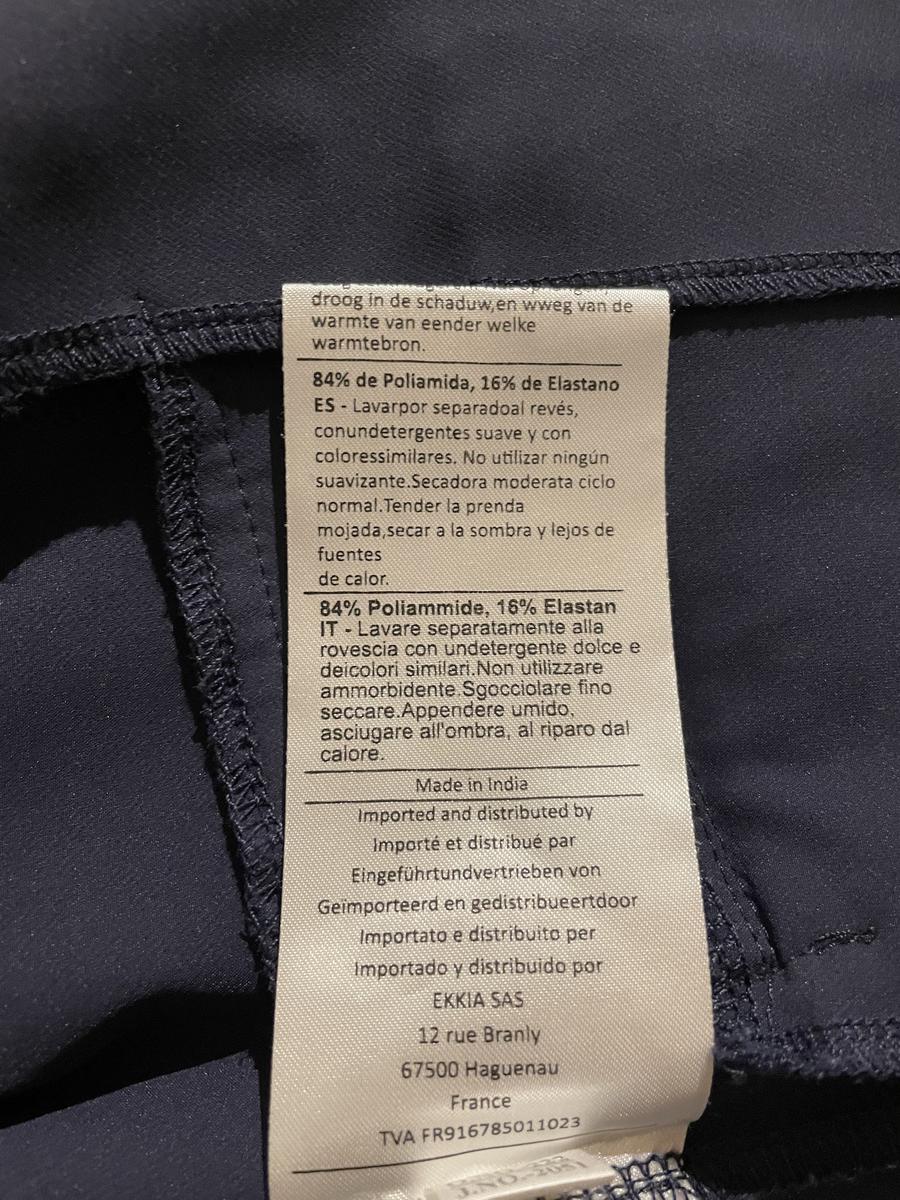 droog in de schaduw,en wweg van de
warmte van eender welke
warmtebron.
84% de Poliamida, 16% de Elastano
ES - Lavarpor separadoal revés,
conundetergentes suave y con
coloressimilares. No utilizar ningún
suavizante.Secadora moderata ciclo
normal.Tender la prenda
mojada,secar a la sombra y lejos de
fuentes
de calor.
84% Poliammide, 16% Elastan
IT - Lavare separatamente alla
rovescia con undetergente dolce e
deicolori similari.Non utilizzare
ammorbidente.Sgocciolare fino
seccare.Appendere umido,
asciugare all'ombra, al riparo dal
calore.
Made in India
Imported and distributed by
Importé et distribué par
Eingeführtundvertrieben von
Geïmporteerd en gedistribueertdoor
Importato e distribuito per
Importado y distribuido por
EKKIA SAS
12 rue Branly
67500 Haguenau
France
TVA FR916785011023